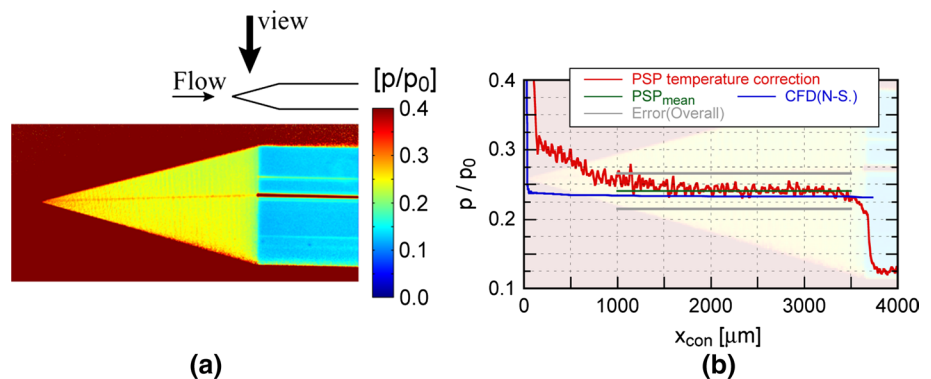 view
Flow
[p/p0]
0.4
0.3
0.2
0.1
0.0
(a)
PSP temperature correction
PSPmean
CFD(N-S.)
Error(Overall)
0.4
0.3
0.2
0.1
p / p0
0
1000
2000
3000
4000
xcon [μm]
(b)